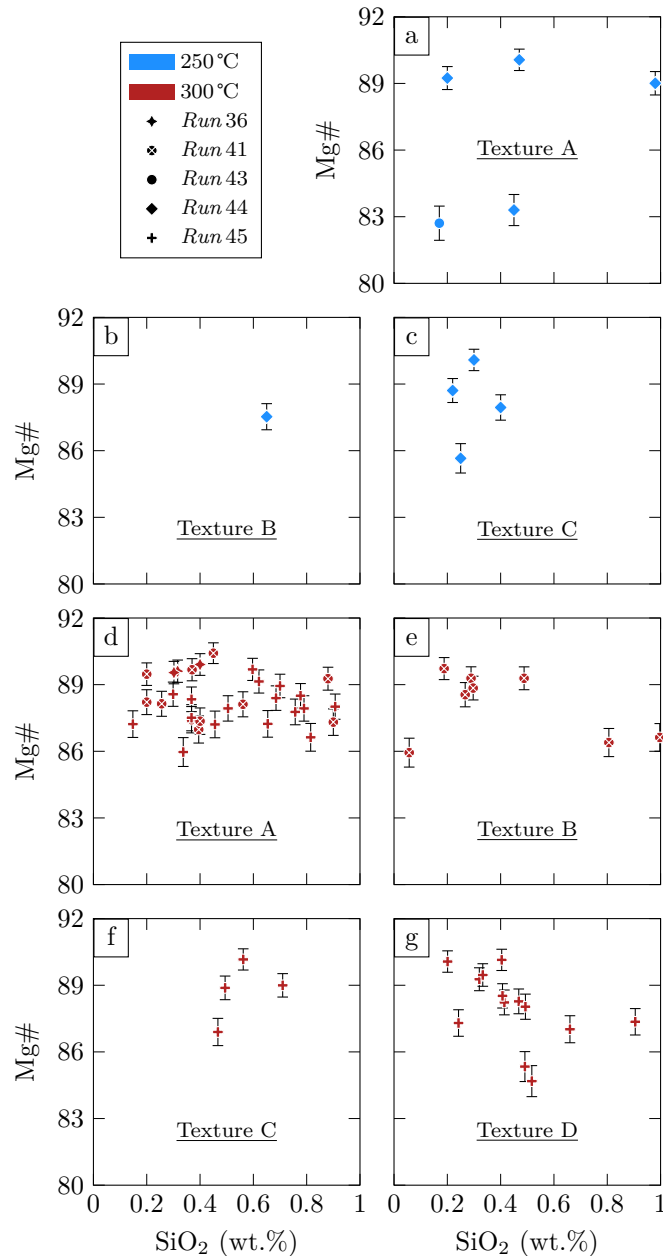 250 °C
300 °C
Run 36
Run 41
Run 43
Run 44
Run 45
a
92
89
86
83
80
Mg#
Texture A
b
92
89
86
83
80
Mg#
Texture B
c
Texture C
d
92
89
86
83
80
Mg#
Texture A
e
Texture B
f
92
89
86
83
80
Mg#
Texture C
0 0.2 0.4 0.6 0.8 1
SiO₂ (wt.%)
g
Texture D
0 0.2 0.4 0.6 0.8 1
SiO₂ (wt.%)